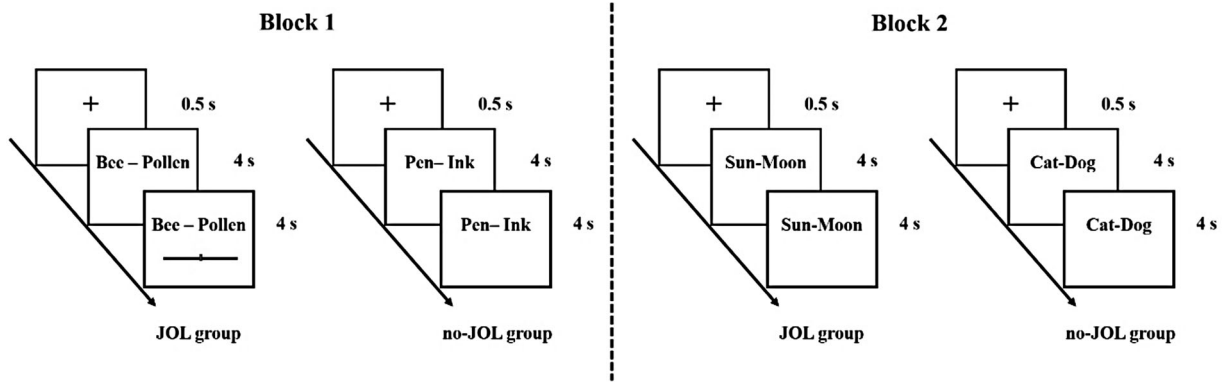 Block 1
Block 2
+
0.5 s
Bee – Pollen
4 s
Bee – Pollen
4 s
JOL group
+
0.5 s
Pen– Ink
4 s
Pen– Ink
4 s
no-JOL group
+
0.5 s
Sun-Moon
4 s
Sun-Moon
4 s
JOL group
+
0.5 s
Cat-Dog
4 s
Cat-Dog
4 s
no-JOL group